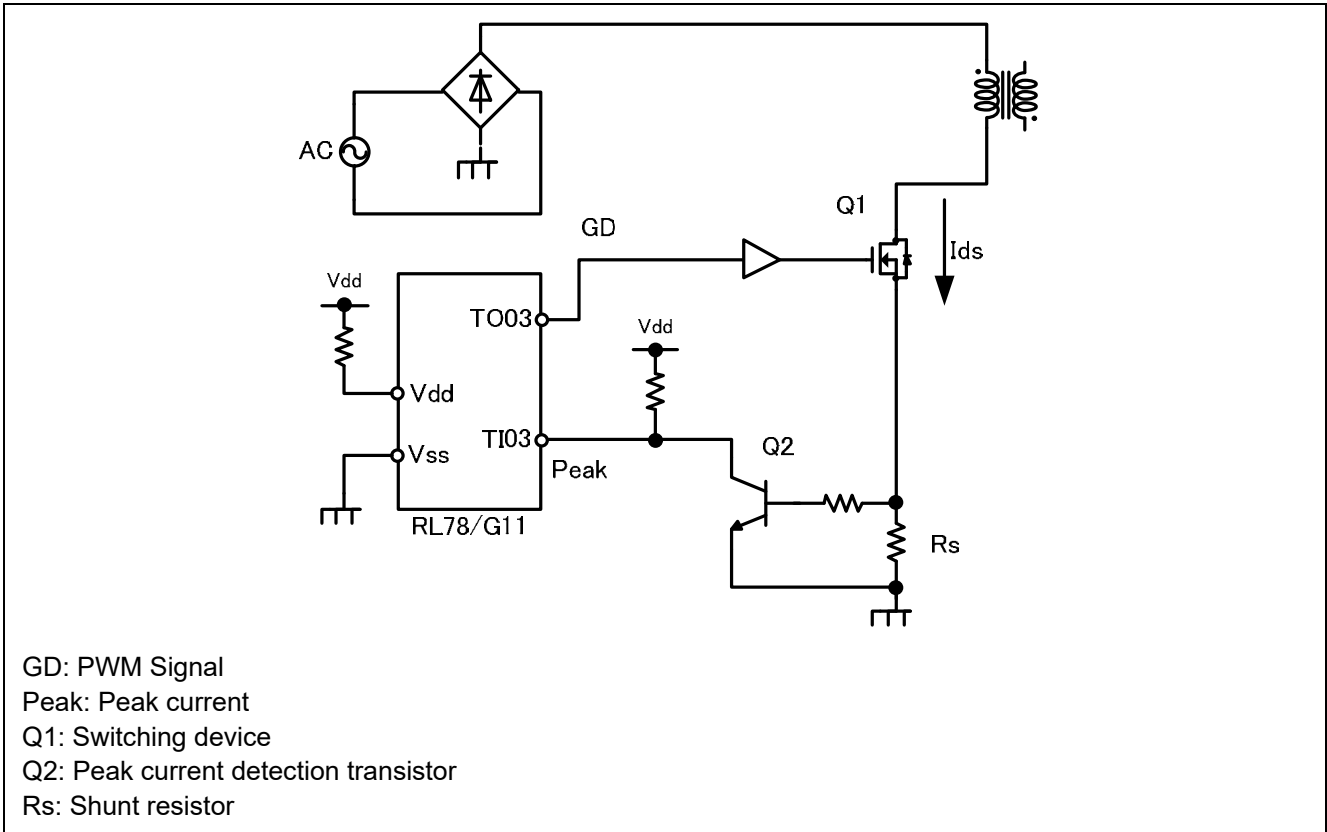 AC
Q1
GD
Ids
Vdd
TO03
Vdd
Vdd
TI03
Q2
Vss
Peak
RL78/G11
Rs
GD: PWM Signal
Peak: Peak current
Q1: Switching device
Q2: Peak current detection transistor
Rs: Shunt resistor